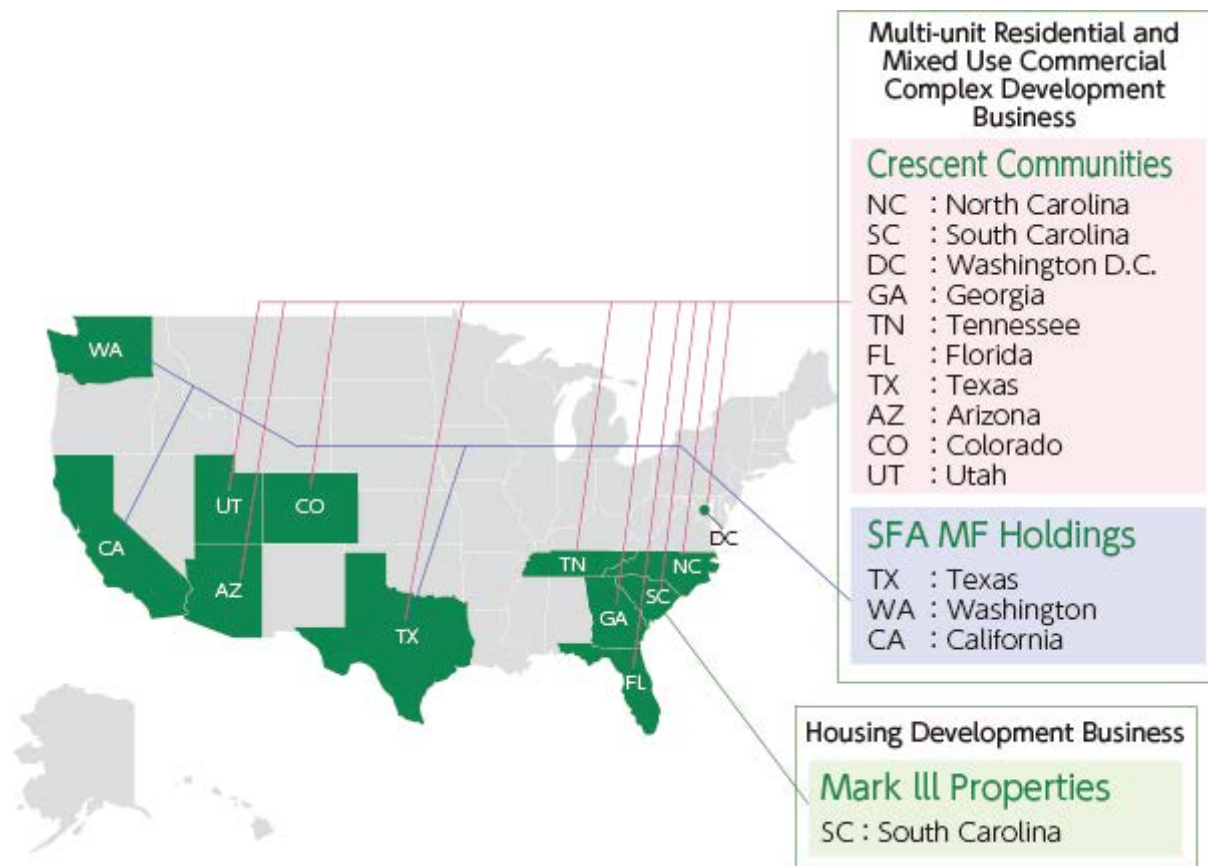 Multi-unit Residential and
Mixed Use Commercial
Complex Development
Business
Crescent Communities
NC : North Carolina
SC : South Carolina
DC : Washington D.C.
GA : Georgia
TN : Tennessee
FL : Florida
TX : Texas
AZ : Arizona
CO : Colorado
UT : Utah
SFA MF Holdings
TX : Texas
WA : Washington
CA : California
Housing Development Business
Mark lll Properties
SC : South Carolina
WA
UT
CO
CA
AZ
TX
TN
NC
SC
GA
FL
DC